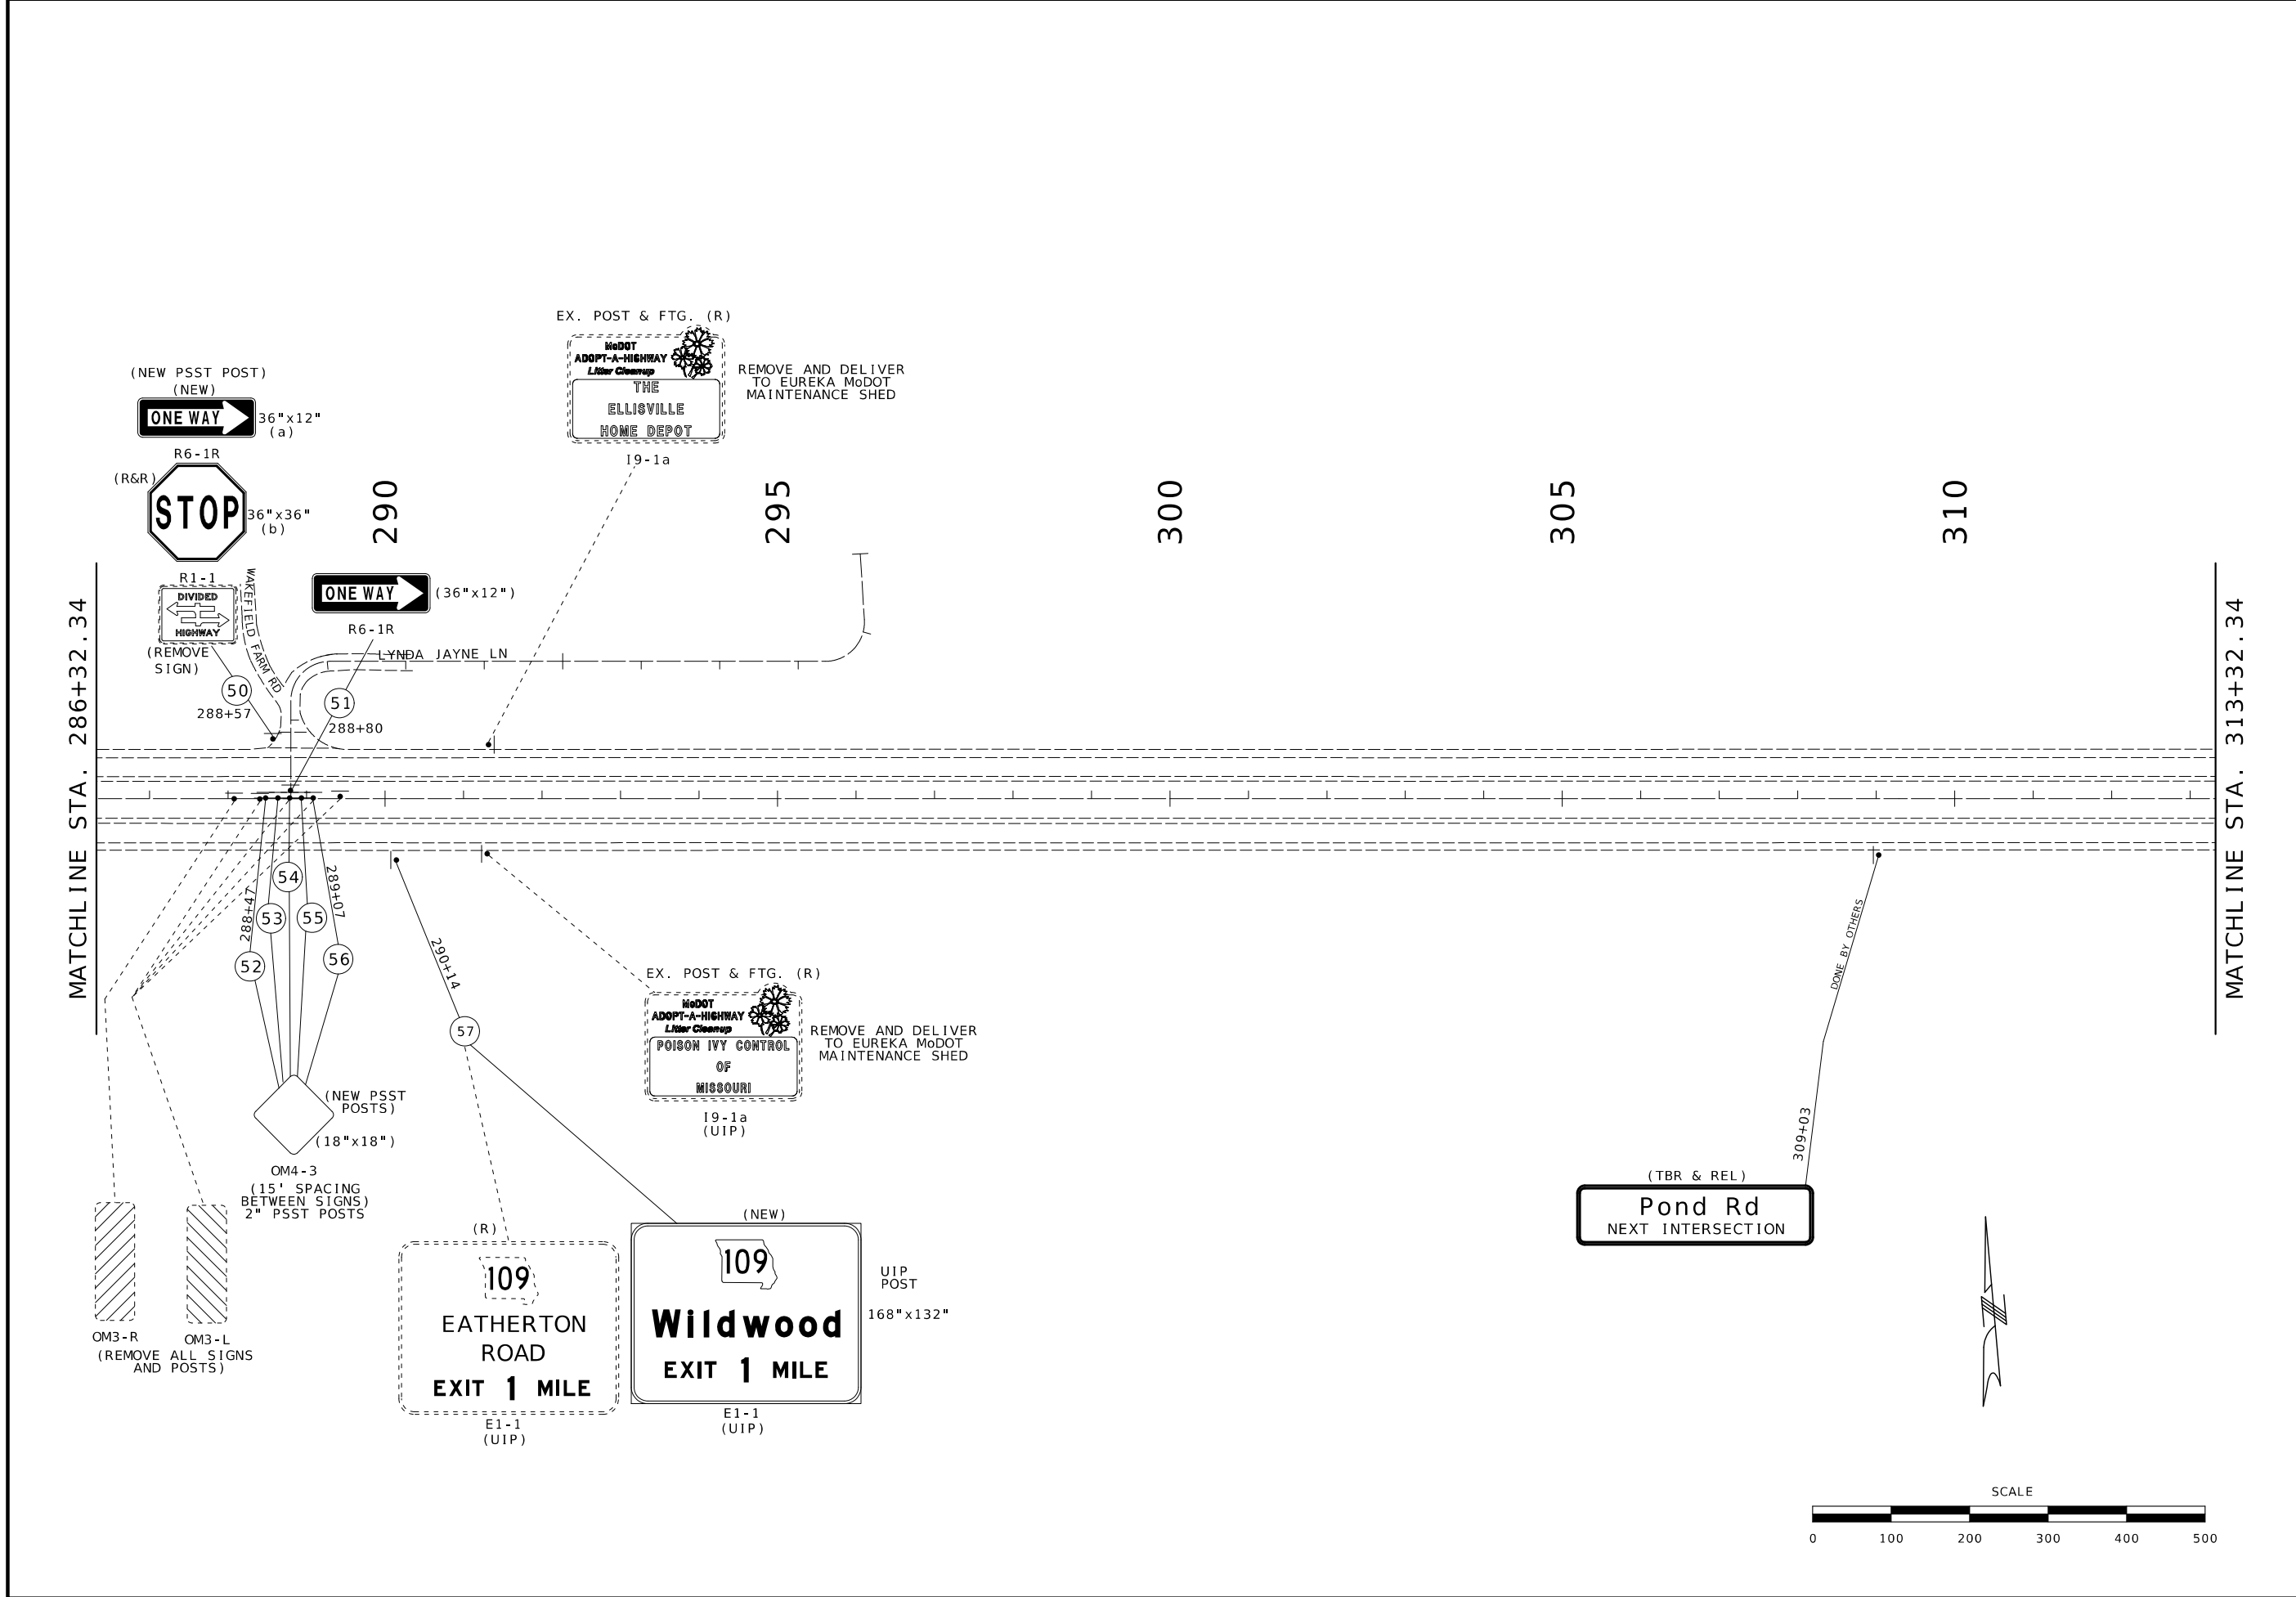 EX. POST & FTG. (R)
MoDOT
ADOPT-A-HIGHWAY
Litter Cleanup
THE
ELLISVILLE
HOME DEPOT
I9-1a
REMOVE AND DELIVER
TO EUREKA MoDOT
MAINTENANCE SHED
(NEW PSST POST)
(NEW)
ONE WAY
36"x12"
(a)
R6-1R
(R&R)
STOP
36"x36"
(b)
R1-1
DIVIDED
HIGHWAY
(REMOVE
SIGN)
50
288+57
WAKEFIELD FARM RD
ONE WAY
(36"x12")
R6-1R
LYNDA JAYNE LN
51
288+80
290
295
300
305
310
MATCHLINE STA. 286+32.34
MATCHLINE STA. 313+32.34
288+47
52
53
54
55
56
289+07
(NEW PSST
POSTS)
(18"x18")
OM4-3
(15' SPACING
BETWEEN SIGNS)
2" PSST POSTS
OM3-R
OM3-L
(REMOVE ALL SIGNS
AND POSTS)
290+14
57
EX. POST & FTG. (R)
MoDOT
ADOPT-A-HIGHWAY
Litter Cleanup
POISON IVY CONTROL
OF
MISSOURI
I9-1a
(UIP)
REMOVE AND DELIVER
TO EUREKA MoDOT
MAINTENANCE SHED
(R)
109
EATHERTON
ROAD
EXIT 1 MILE
E1-1
(UIP)
(NEW)
109
Wildwood
EXIT 1 MILE
E1-1
(UIP)
UIP
POST
168"x132"
DONE BY OTHERS
309+03
(TBR & REL)
Pond Rd
NEXT INTERSECTION
N
SCALE
0 100 200 300 400 500